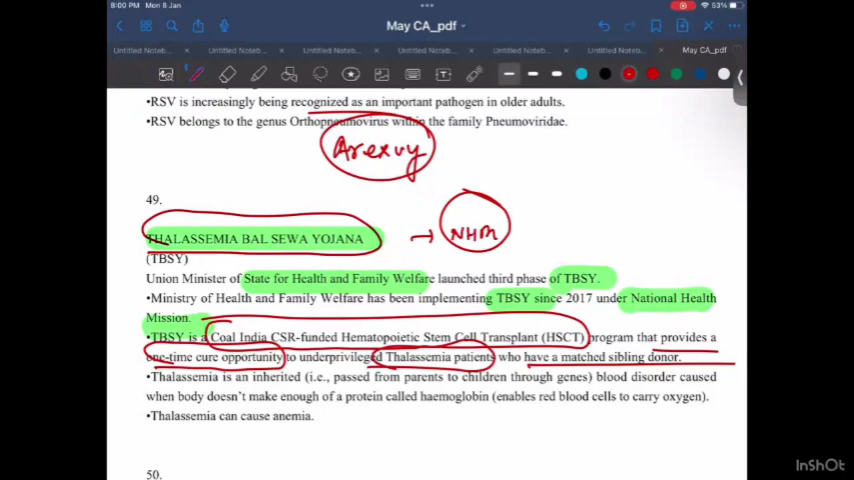 8:00 PM Mon 8 Jan
53%
May CA_pdf
Untitled Noteb...
Untitled Noteb...
Untitled Noteb...
Untitled Noteb...
Untitled Noteb...
Untitled Noteb...
May CA_pdf
•RSV is increasingly being recognized as an important pathogen in older adults.
•RSV belongs to the genus Orthopneumovirus within the family Pneumoviridae.
Arexvy
49.
THALASSEMIA BAL SEWA YOJANA → NHM
(TBSY)
Union Minister of State for Health and Family Welfare launched third phase of TBSY.
•Ministry of Health and Family Welfare has been implementing TBSY since 2017 under National Health
Mission.
•TBSY is a Coal India CSR-funded Hematopoietic Stem Cell Transplant (HSCT) program that provides a
one-time cure opportunity to underprivileged Thalassemia patients who have a matched sibling donor.
•Thalassemia is an inherited (i.e., passed from parents to children through genes) blood disorder caused
when body doesn't make enough of a protein called haemoglobin (enables red blood cells to carry oxygen).
•Thalassemia can cause anemia.
50.
InShOt